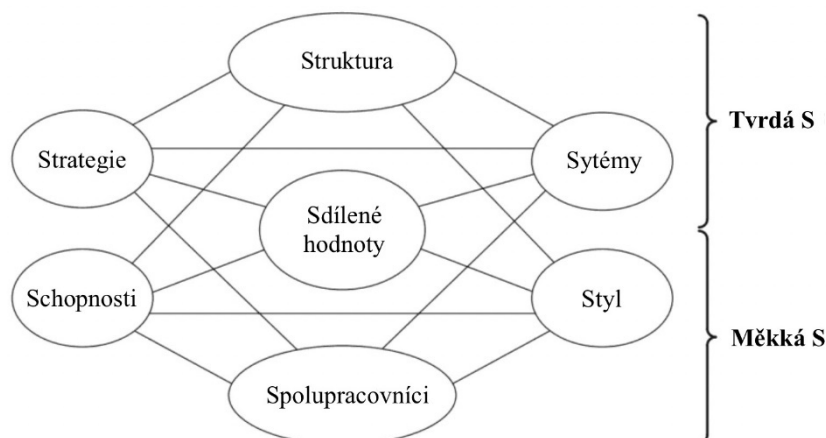 Struktura
Tvrdá S
Strategie
Sytémy
Sdílené
hodnoty
Schopnosti
Styl
Měkká S
Spolupracovníci